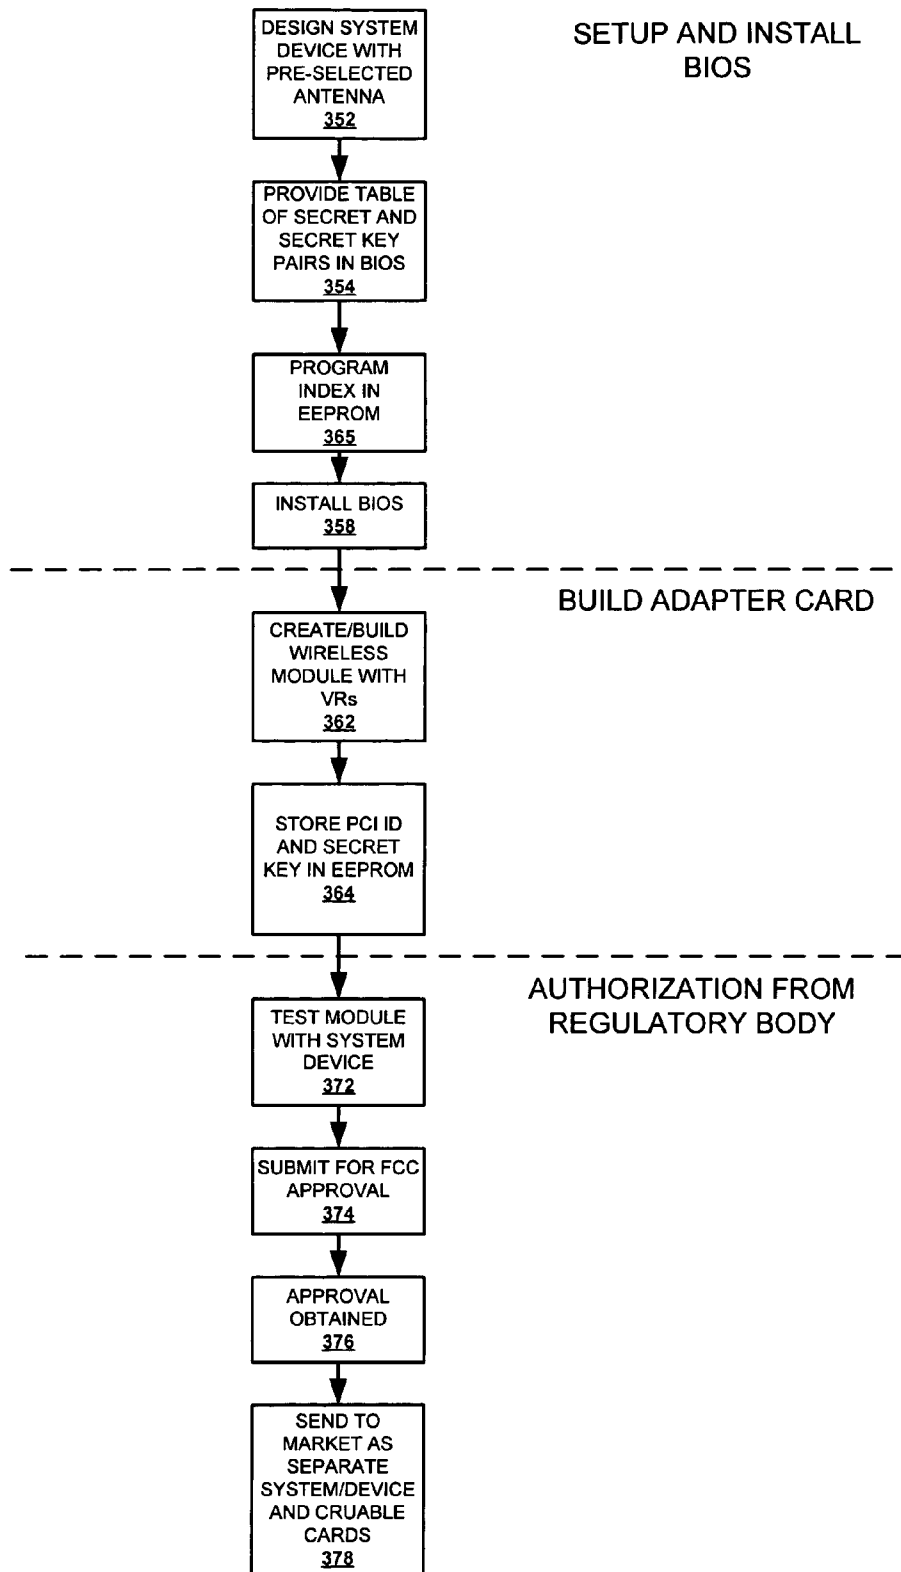 SETUP AND INSTALL
BIOS
DESIGN SYSTEM
DEVICE WITH
PRE-SELECTED
ANTENNA
352
PROVIDE TABLE
OF SECRET AND
SECRET KEY
PAIRS IN BIOS
354
PROGRAM
INDEX IN
EEPROM
365
INSTALL BIOS
358
BUILD ADAPTER CARD
CREATE/BUILD
WIRELESS
MODULE WITH
VRs
362
STORE PCI ID
AND SECRET
KEY IN EEPROM
364
AUTHORIZATION FROM
REGULATORY BODY
TEST MODULE
WITH SYSTEM
DEVICE
372
SUBMIT FOR FCC
APPROVAL
374
APPROVAL
OBTAINED
376
SEND TO
MARKET AS
SEPARATE
SYSTEM/DEVICE
AND CRUABLE
CARDS
378